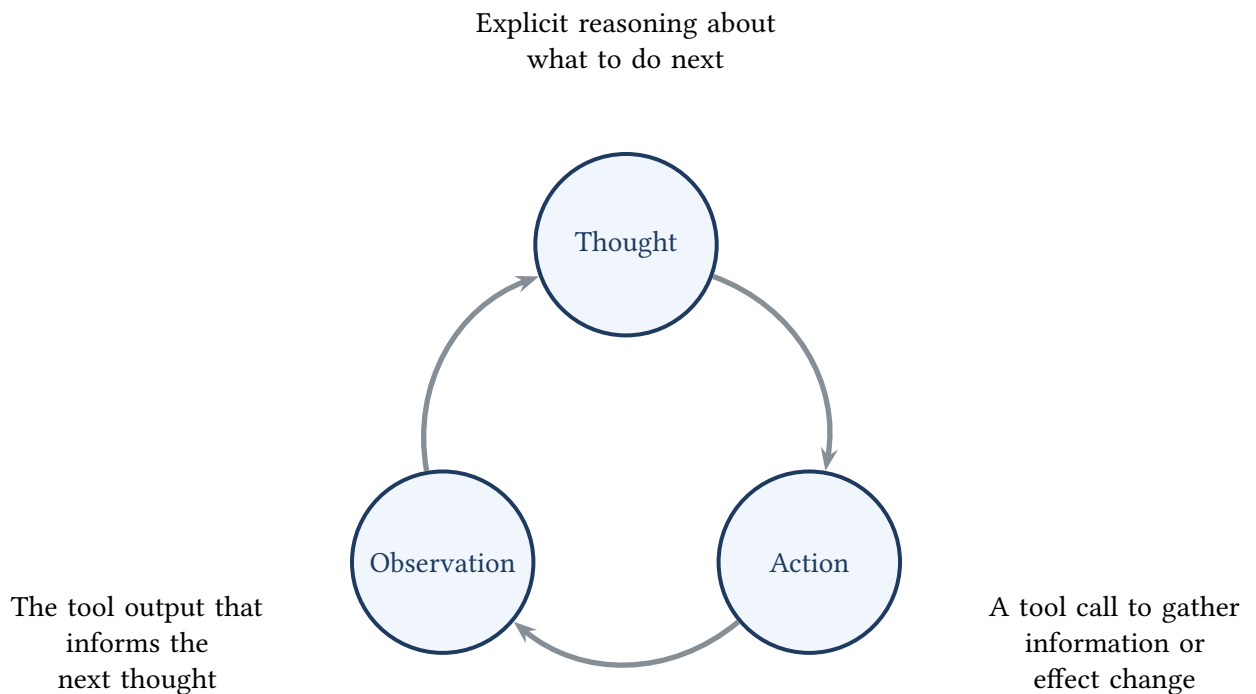 Explicit reasoning about
what to do next
Thought
Observation
Action
The tool output that
informs the
next thought
A tool call to gather
information or
effect change